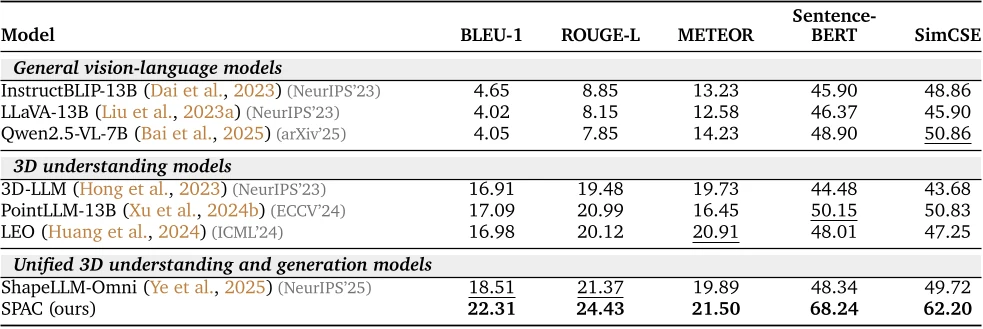 Model BLEU-1 ROUGE-L METEOR Sentence-BERT SimCSE
General vision-language models
InstructBLIP-13B (Dai et al., 2023) (NeurIPS'23) 4.65 8.85 13.23 45.90 48.86
LLaVA-13B (Liu et al., 2023a) (NeurIPS'23) 4.02 8.15 12.58 46.37 45.90
Qwen2.5-VL-7B (Bai et al., 2025) (arXiv'25) 4.05 7.85 14.23 48.90 50.86
3D understanding models
3D-LLM (Hong et al., 2023) (NeurIPS'23) 16.91 19.48 19.73 44.48 43.68
PointLLM-13B (Xu et al., 2024b) (ECCV'24) 17.09 20.99 16.45 50.15 50.83
LEO (Huang et al., 2024) (ICML'24) 16.98 20.12 20.91 48.01 47.25
Unified 3D understanding and generation models
ShapeLLM-Omni (Ye et al., 2025) (NeurIPS'25) 18.51 21.37 19.89 48.34 49.72
SPAC (ours) 22.31 24.43 21.50 68.24 62.20